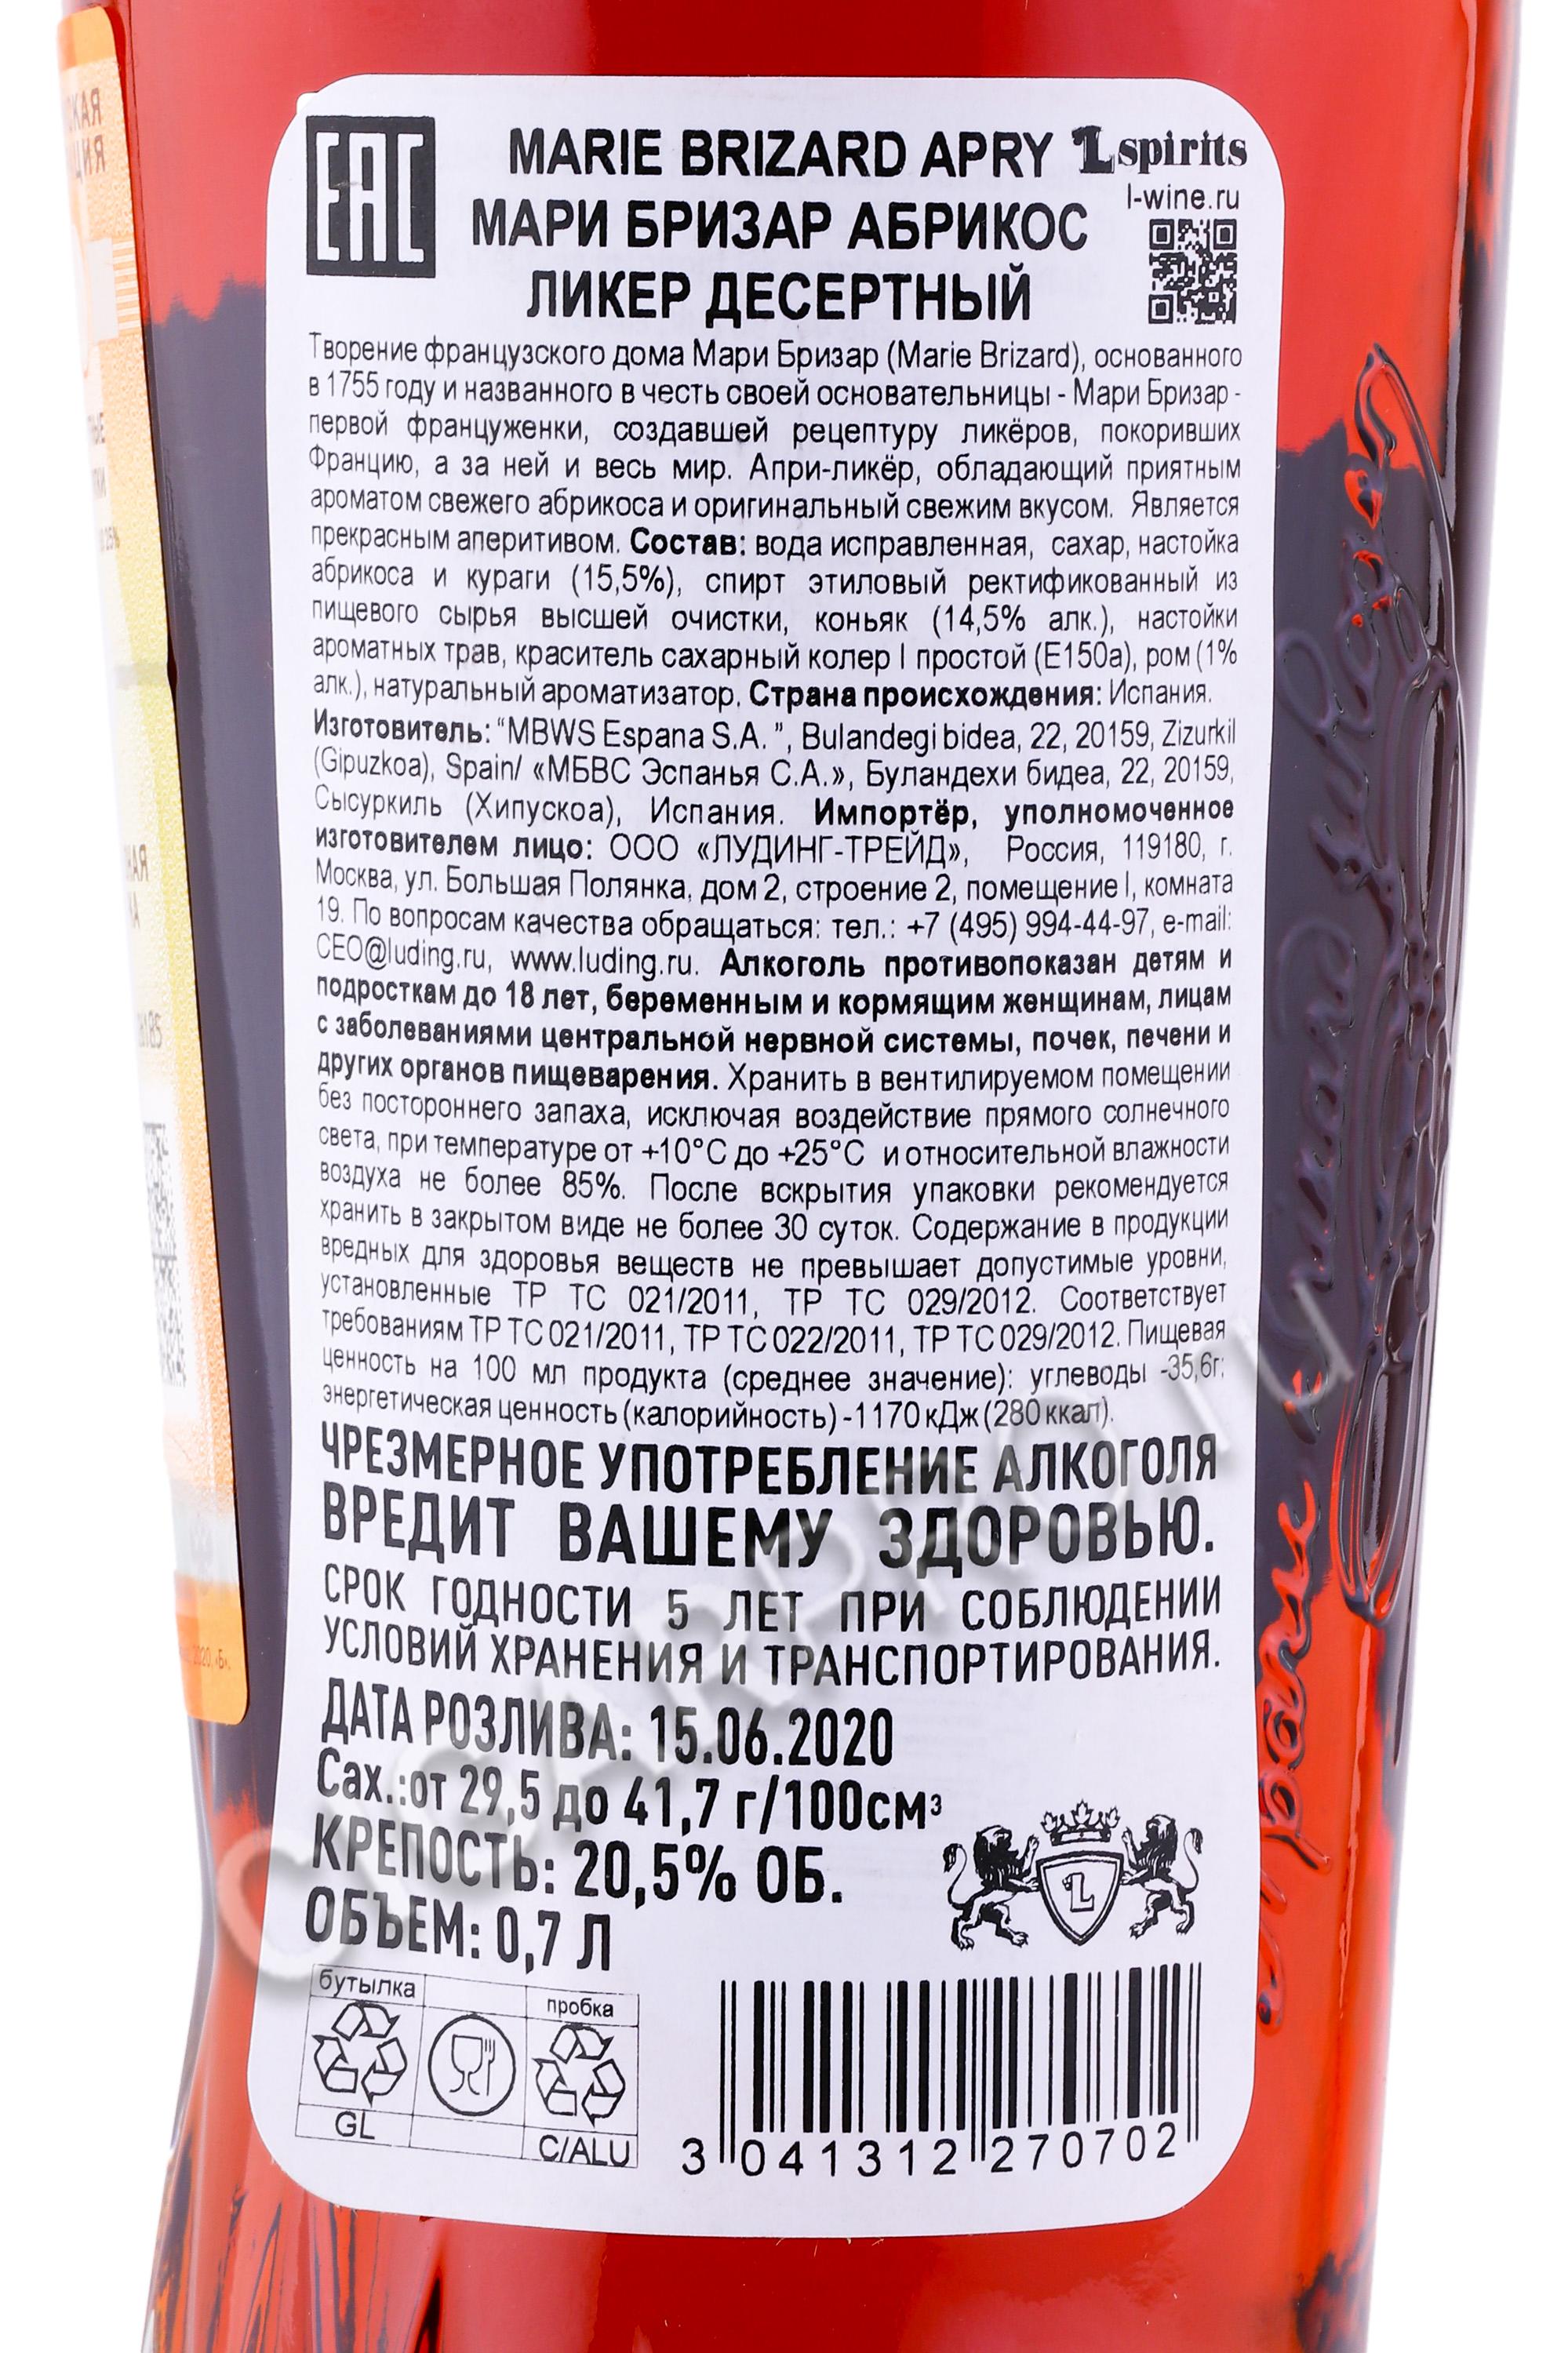 ЕАС
MARIE BRIZARD APRY
L spirits
l-wine.ru
МАРИ БРИЗАР АБРИКОС
ЛИКЕР ДЕСЕРТНЫЙ
Творение французского дома Мари Бризар (Marie Brizard), основанного
в 1755 году и названного в честь своей основательницы - Мари Бризар -
первой француженки, создавшей рецептуру ликёров, покоривших
Францию, а за ней и весь мир. Апри-ликёр, обладающий приятным
ароматом свежего абрикоса и оригинальный свежим вкусом. Является
прекрасным аперитивом. Состав: вода исправленная, сахар, настойка
абрикоса и кураги (15,5%), спирт этиловый ректификованный из
пищевого сырья высшей очистки, коньяк (14,5% алк.), настойки
ароматных трав, краситель сахарный колер I простой (Е150а), ром (1%
алк.), натуральный ароматизатор. Страна происхождения: Испания.
Изготовитель: “MBWS Espana S.A. ”, Bulandegi bidea, 22, 20159, Zizurkil
(Gipuzkoa), Spain/ «МБВС Эспанья С.А.», Буландехи бидеа, 22, 20159,
Сысуркиль (Хипускоа), Испания. Импортёр, уполномоченное
изготовителем лицо: ООО «ЛУДИНГ-ТРЕЙД», Россия, 119180, г.
Москва, ул. Большая Полянка, дом 2, строение 2, помещение I, комната
19. По вопросам качества обращаться: тел.: +7 (495) 994-44-97, e-mail:
CEO@luding.ru, www.luding.ru. Алкоголь противопоказан детям и
подросткам до 18 лет, беременным и кормящим женщинам, лицам
с заболеваниями центральной нервной системы, почек, печени и
других органов пищеварения. Хранить в вентилируемом помещении
без постороннего запаха, исключая воздействие прямого солнечного
света, при температуре от +10°С до +25°С и относительной влажности
воздуха не более 85%. После вскрытия упаковки рекомендуется
хранить в закрытом виде не более 30 суток. Содержание в продукции
вредных для здоровья веществ не превышает допустимые уровни,
установленные ТР ТС 021/2011, ТР ТС 029/2012. Соответствует
требованиям ТР ТС 021/2011, ТР ТС 022/2011, ТР ТС 029/2012. Пищевая
ценность на 100 мл продукта (среднее значение): углеводы -35,6г;
энергетическая ценность (калорийность) -1170 кДж (280 ккал).
ЧРЕЗМЕРНОЕ УПОТРЕБЛЕНИЕ АЛКОГОЛЯ
ВРЕДИТ ВАШЕМУ ЗДОРОВЬЮ.
СРОК ГОДНОСТИ 5 ЛЕТ ПРИ СОБЛЮДЕНИИ
УСЛОВИЙ ХРАНЕНИЯ И ТРАНСПОРТИРОВАНИЯ.
ДАТА РОЗЛИВА: 15.06.2020
Сах.:от 29,5 до 41,7 г/100см³
КРЕПОСТЬ: 20,5% ОБ.
ОБЪЕМ: 0,7 Л
L
бутылка
пробка
GL
C/ALU
3 041312 270702
CIGARPRO.ru